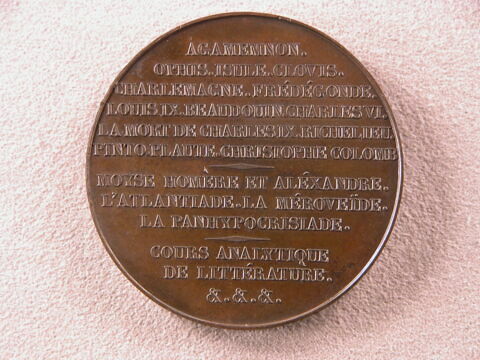 AGAMEMNON.
OPHIS. ISULE. CLOVIS.
CHARLEMAGNE. FRÉDÉGONDE.
LOUIS IX. BEAUDOUIN. CHARLES VI.
LA MORT DE CHARLES IX. RICHELIEU.
PINTO. PLAUTE. CHRISTOPHE COLOMB
MOYSE HOMÈRE ET ALÉXANDRE.
L'ATLANTIADE. LA MÉROVEÏDE.
LA PANHYPOCRISIADE.
COURS ANALYTIQUE
DE LITTÉRATURE.
&.&.&.